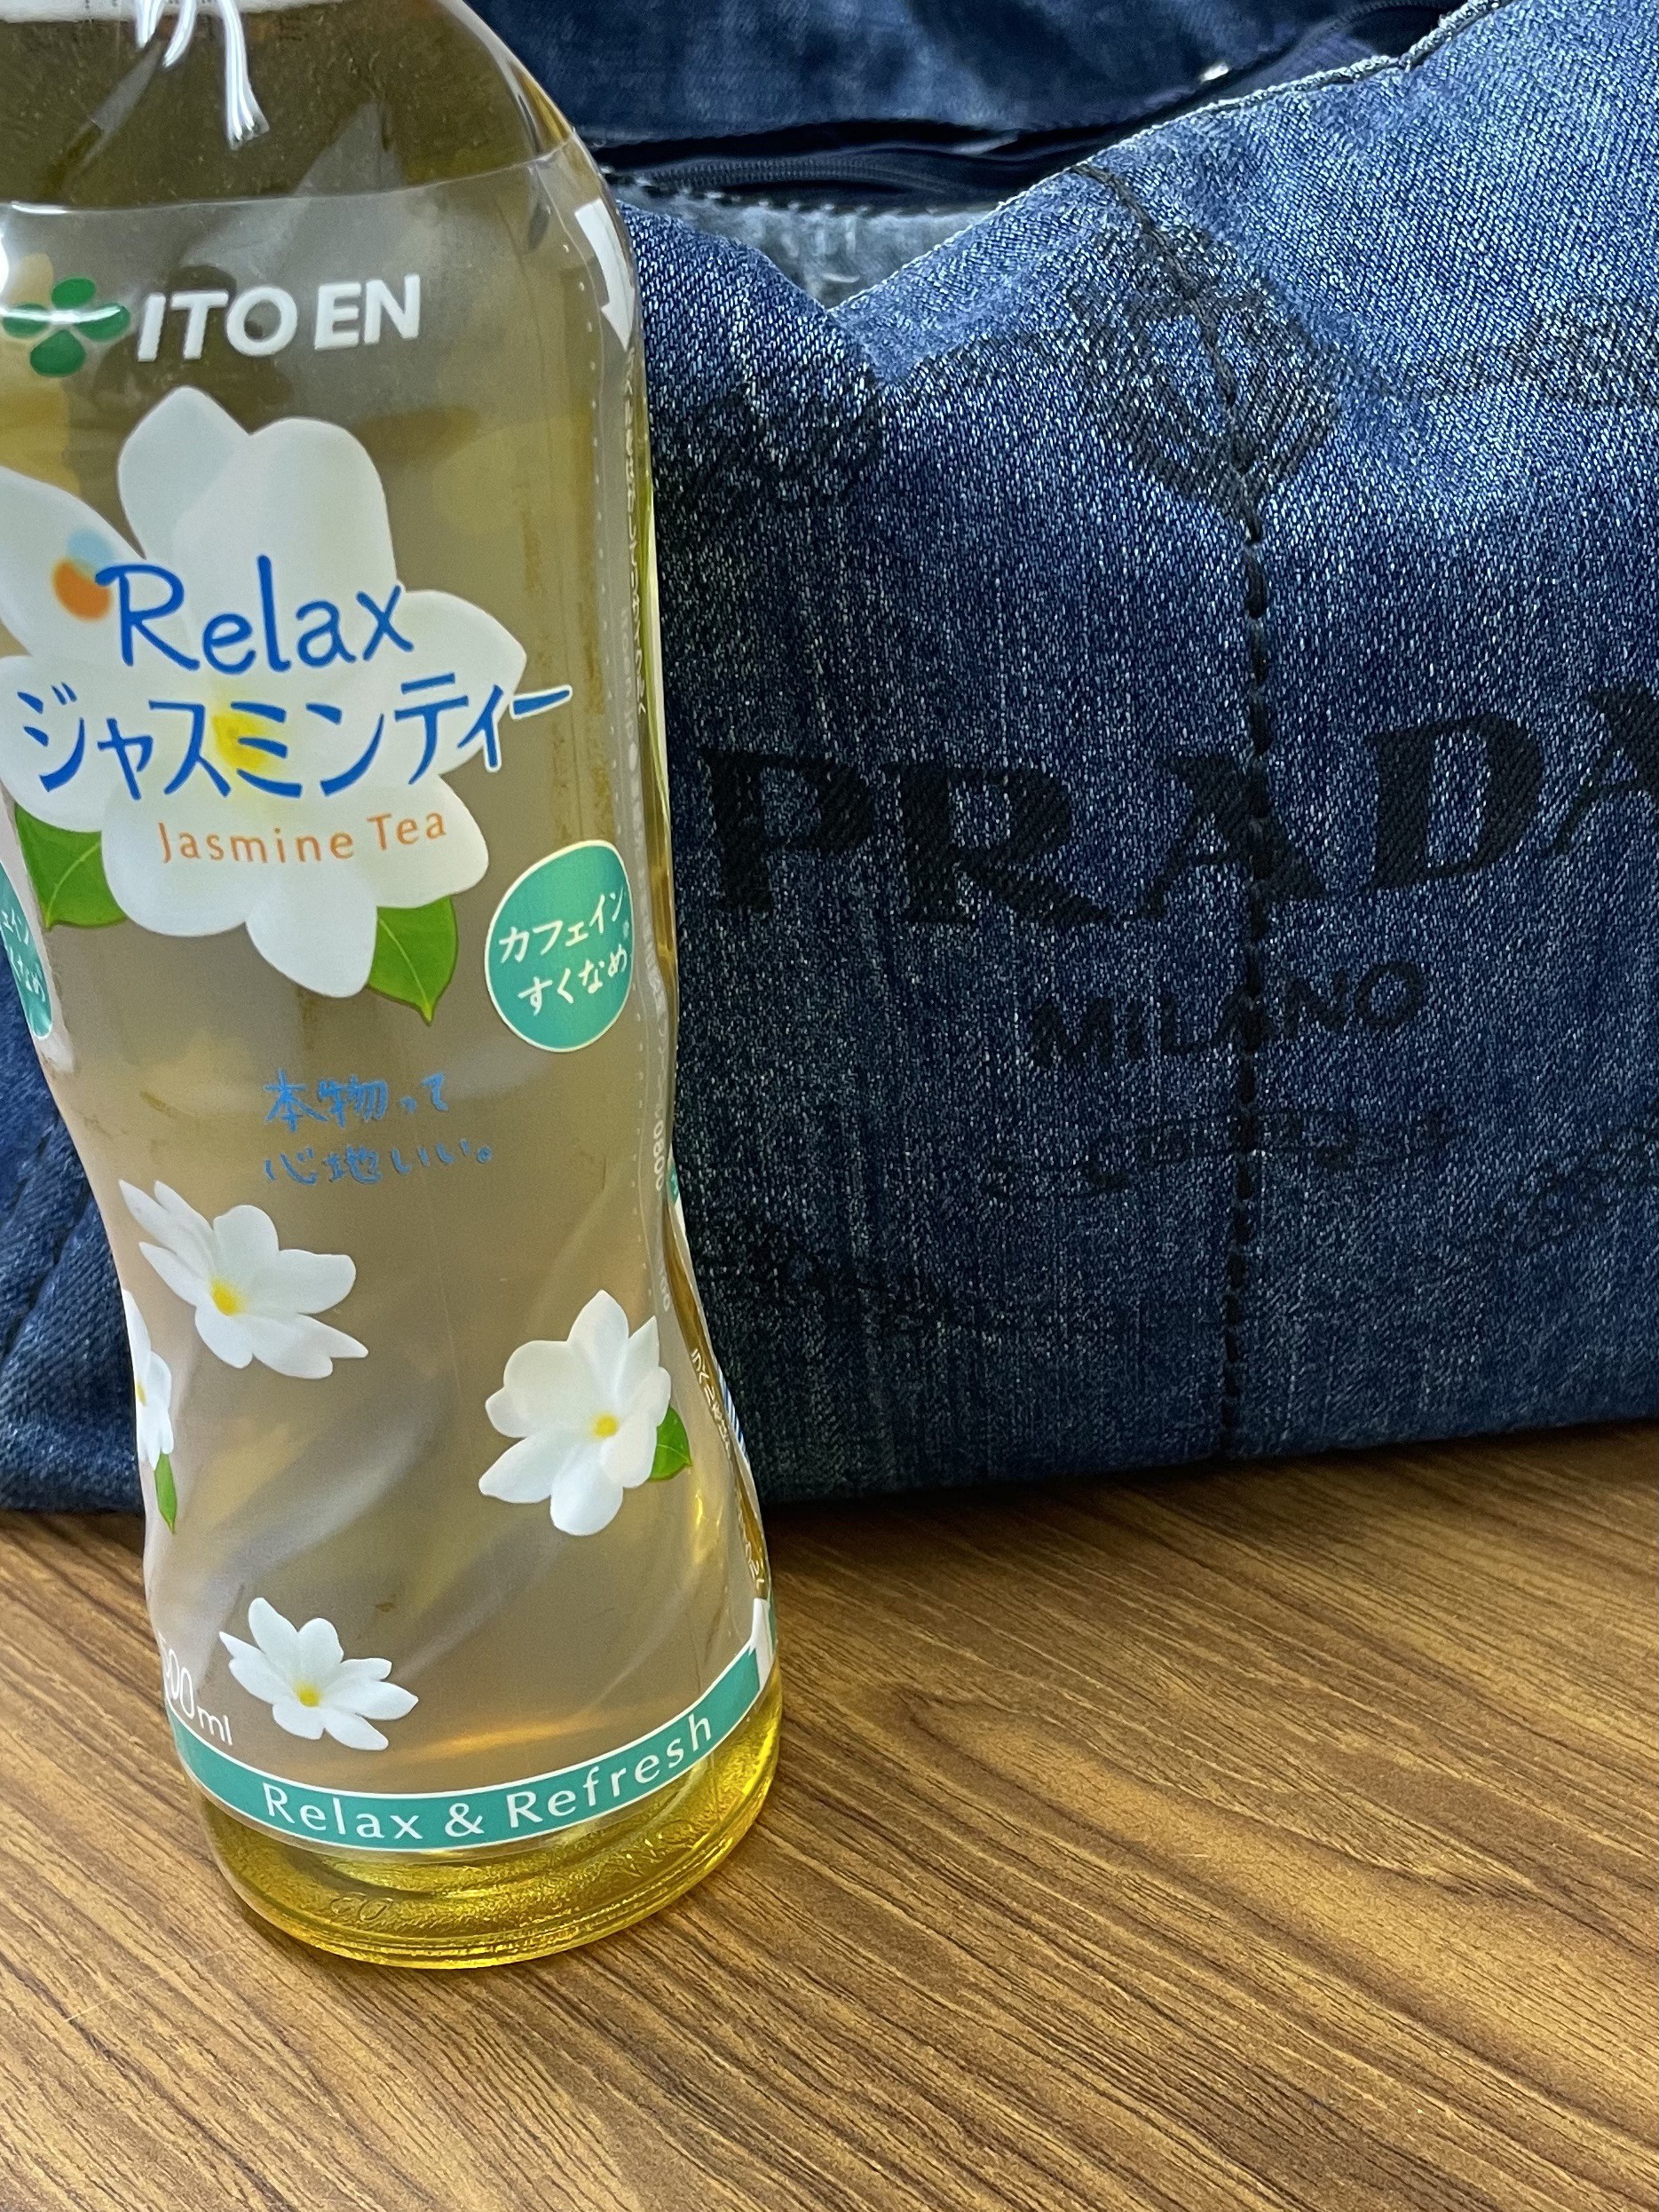 ITO EN
Relax
ジャスミンティー
Jasmine Tea
カフェイン
すくなめ
本物って
心地いい。
ml
Relax & Refresh
PRADA
MILANO